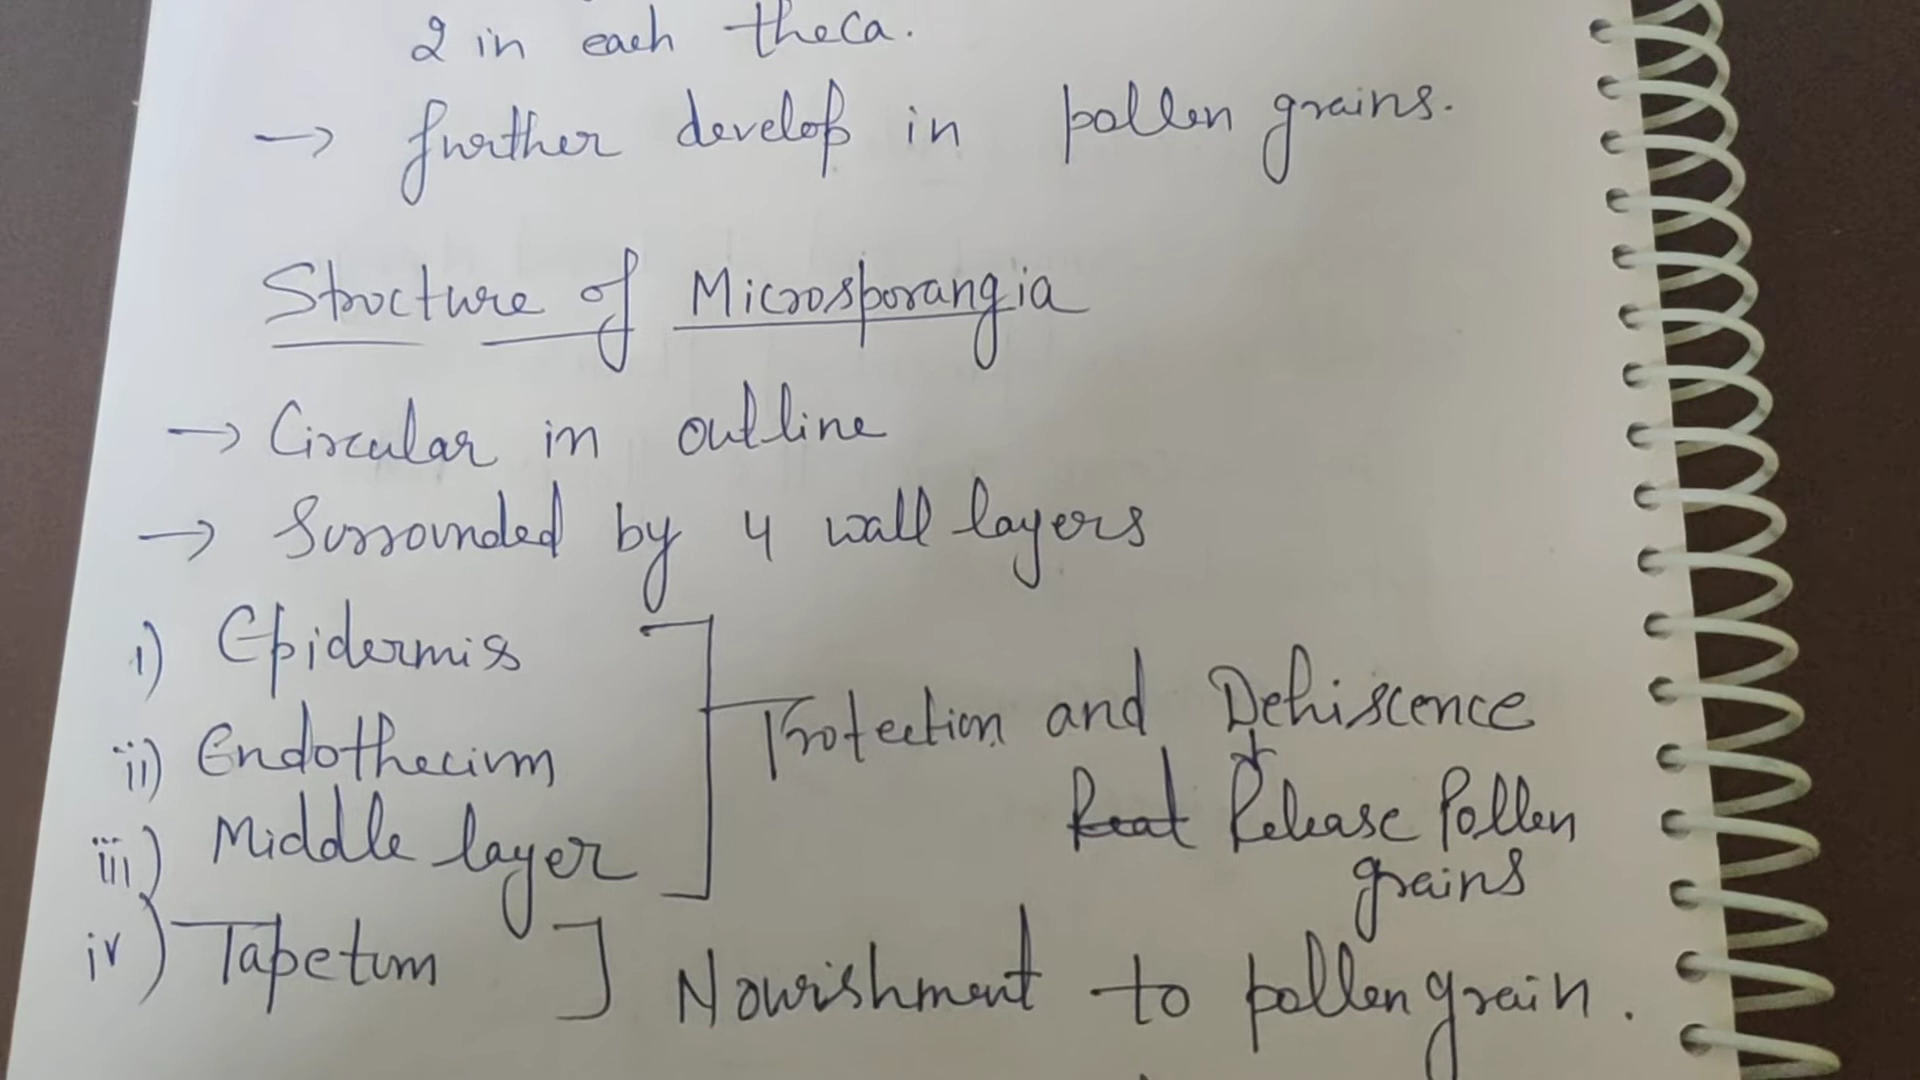 2 in each theca.
→ further develop in pollen grains.
Structure of Microsporangia
→ Circular in outline
→ Surrounded by 4 wall layers
i) Epidermis
ii) Endothecium
iii) Middle layer
Protection and Dehiscence
Release Pollen
grains
iv) Tapetum ] Nourishment to pollen grain.